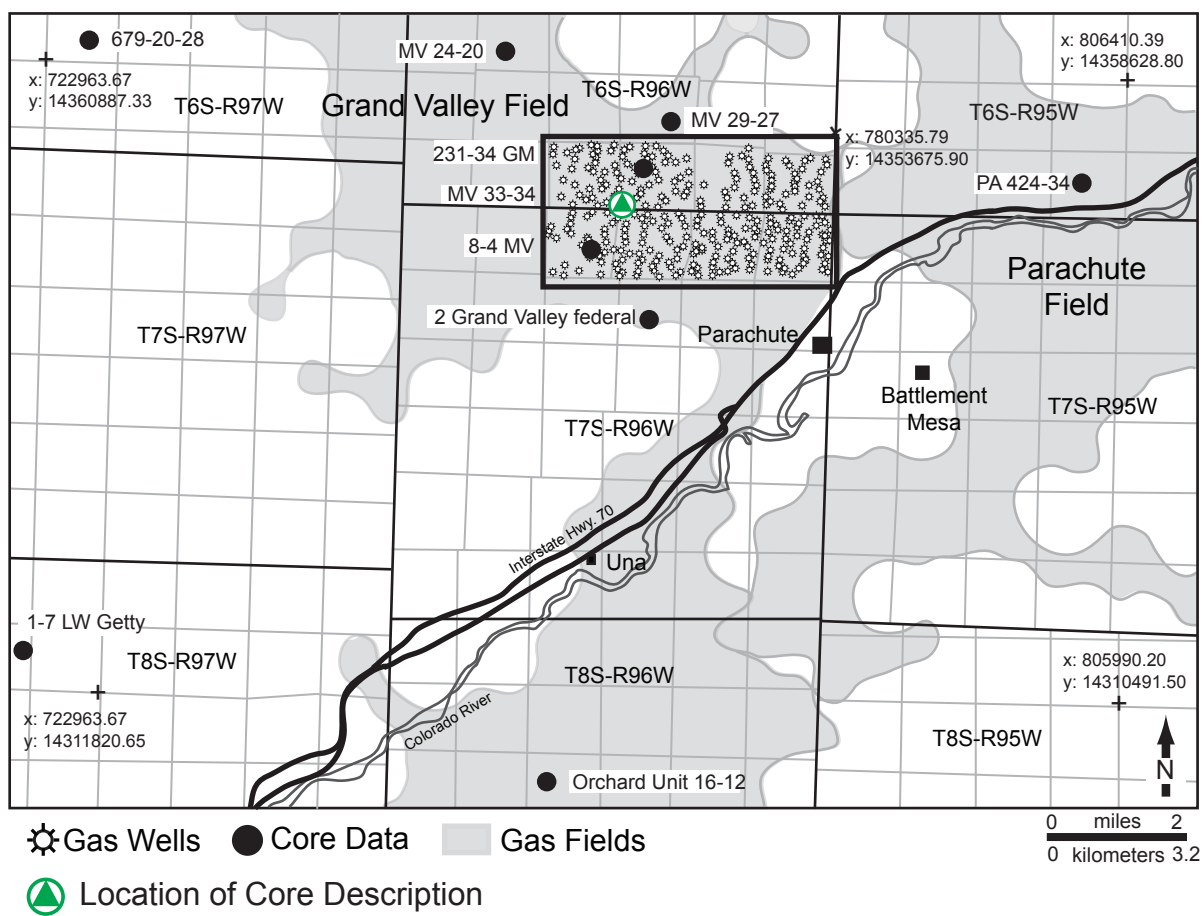 679-20-28
MV 24-20
x: 806410.39
y: 14358628.80
x: 722963.67
y: 14360887.33
T6S-R97W
Grand Valley Field
T6S-R96W
T6S-R95W
MV 29-27
x: 780335.79
y: 14353675.90
231-34 GM
PA 424-34
MV 33-34
8-4 MV
Parachute
Field
2 Grand Valley federal
Parachute
T7S-R97W
Battlement
Mesa
T7S-R95W
T7S-R96W
Interstate Hwy. 70
Una
1-7 LW Getty
T8S-R97W
T8S-R96W
x: 805990.20
y: 14310491.50
x: 722963.67
y: 14311820.65
Colorado River
T8S-R95W
N
Orchard Unit 16-12
0 miles 2
0 kilometers 3.2
Gas Wells
Core Data
Gas Fields
Location of Core Description